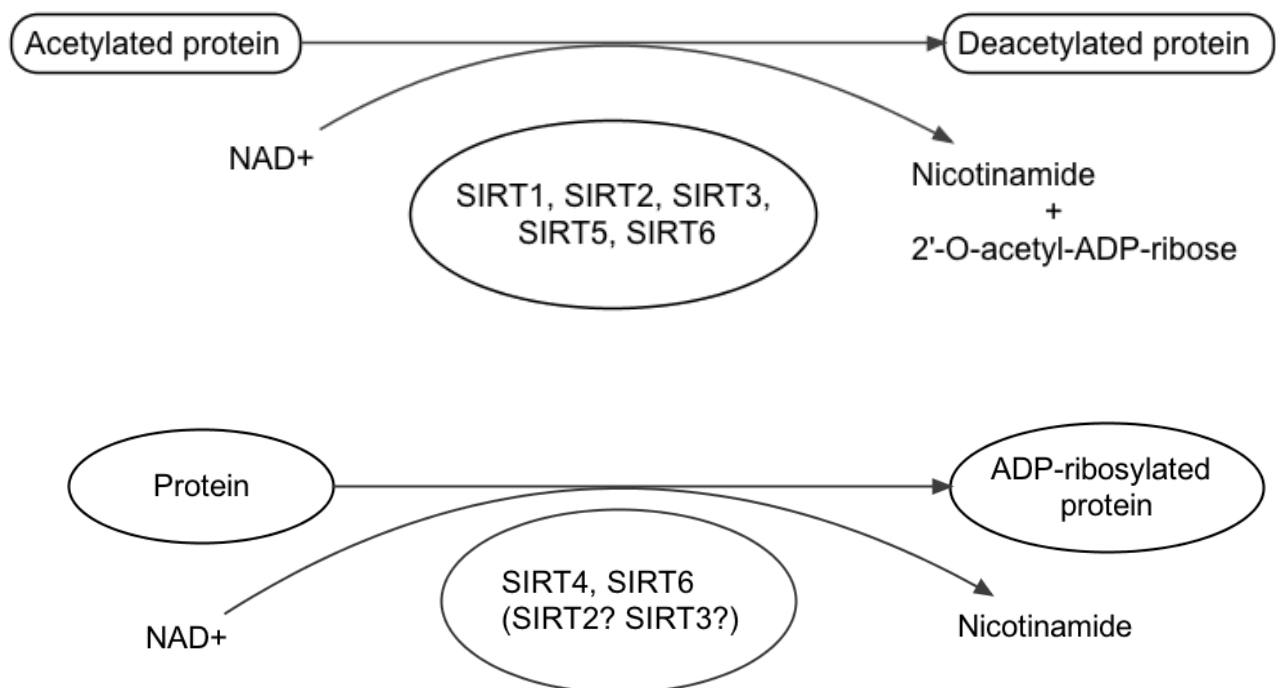 Acetylated protein
Deacetylated protein
NAD+
SIRT1, SIRT2, SIRT3,
SIRT5, SIRT6
Nicotinamide
+
2'-O-acetyl-ADP-ribose
Protein
ADP-ribosylated
protein
NAD+
SIRT4, SIRT6
(SIRT2? SIRT3?)
Nicotinamide